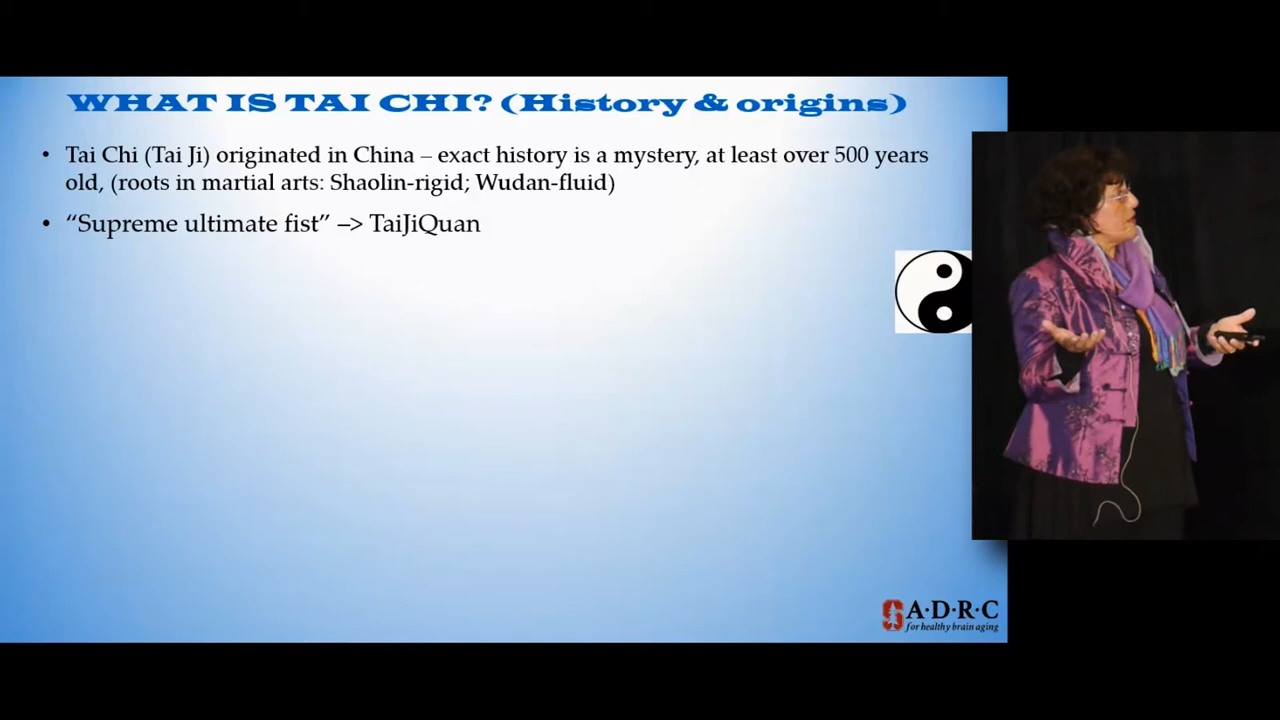 WHAT IS TAI CHI? (History & origins)
• Tai Chi (Tai Ji) originated in China – exact history is a mystery, at least over 500 years
old, (roots in martial arts: Shaolin-rigid; Wudan-fluid)
• “Supreme ultimate fist” –> TaiJiQuan
S A·D·R·C
for healthy brain aging